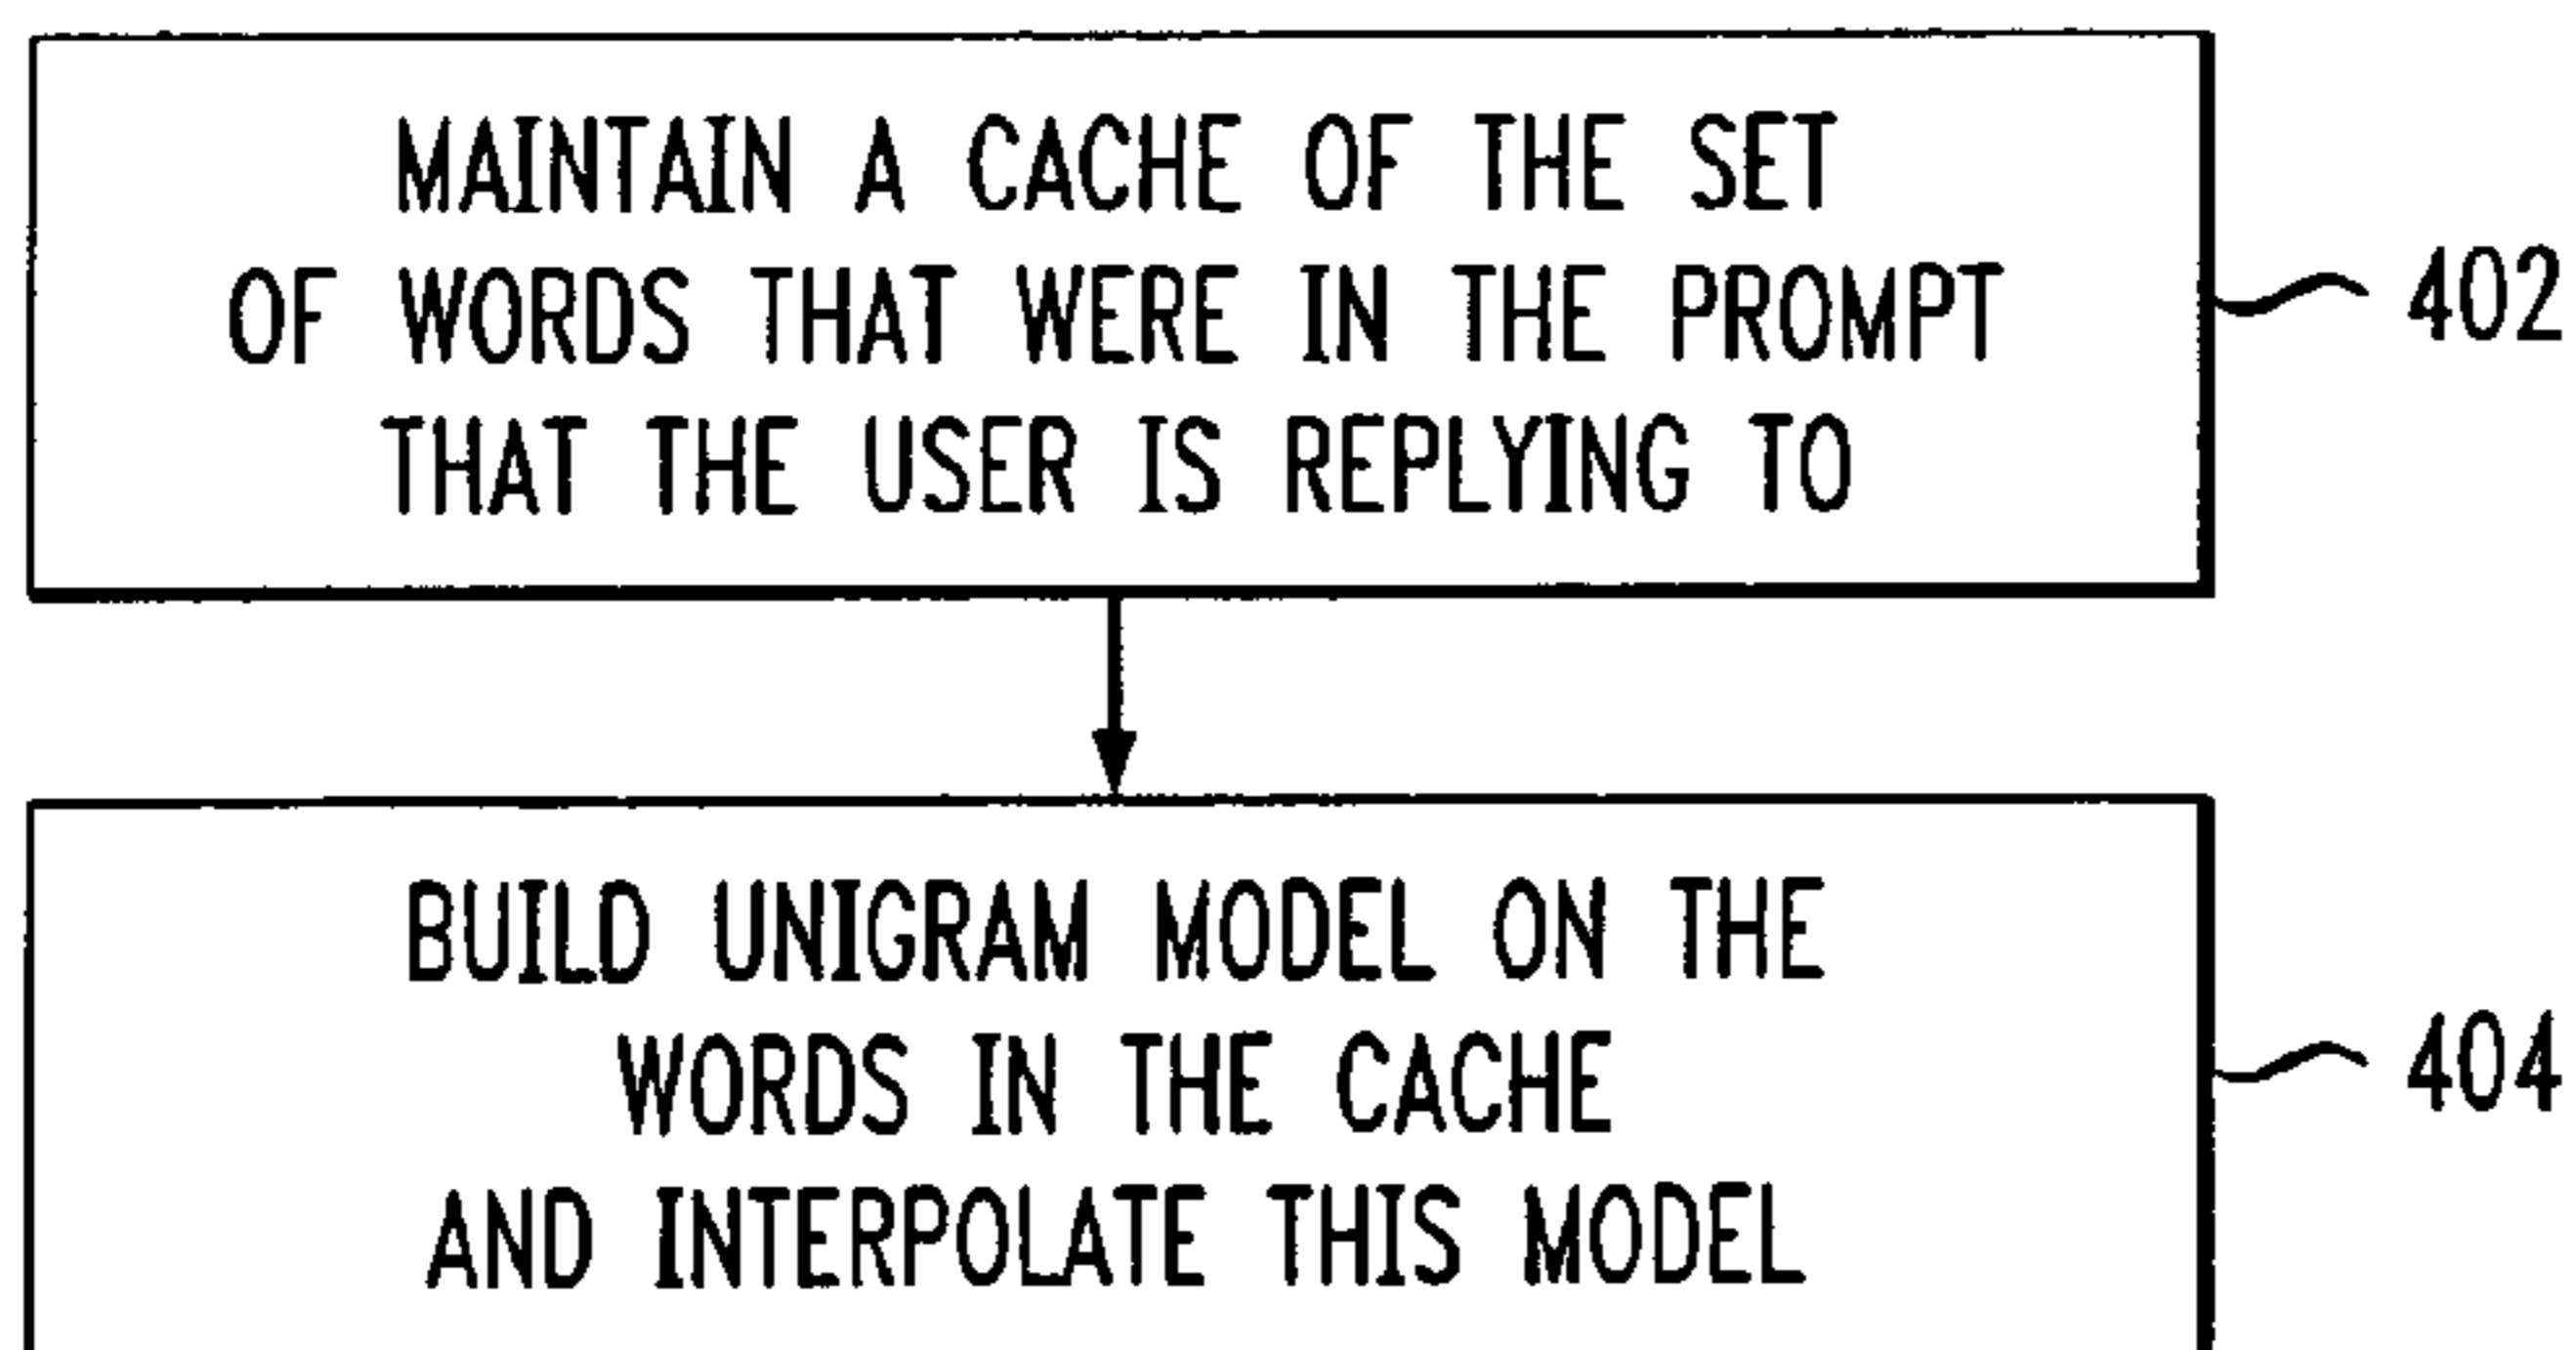 MAINTAIN A CACHE OF THE SET
OF WORDS THAT WERE IN THE PROMPT
THAT THE USER IS REPLYING TO
402
BUILD UNIGRAM MODEL ON THE
WORDS IN THE CACHE
AND INTERPOLATE THIS MODEL
404